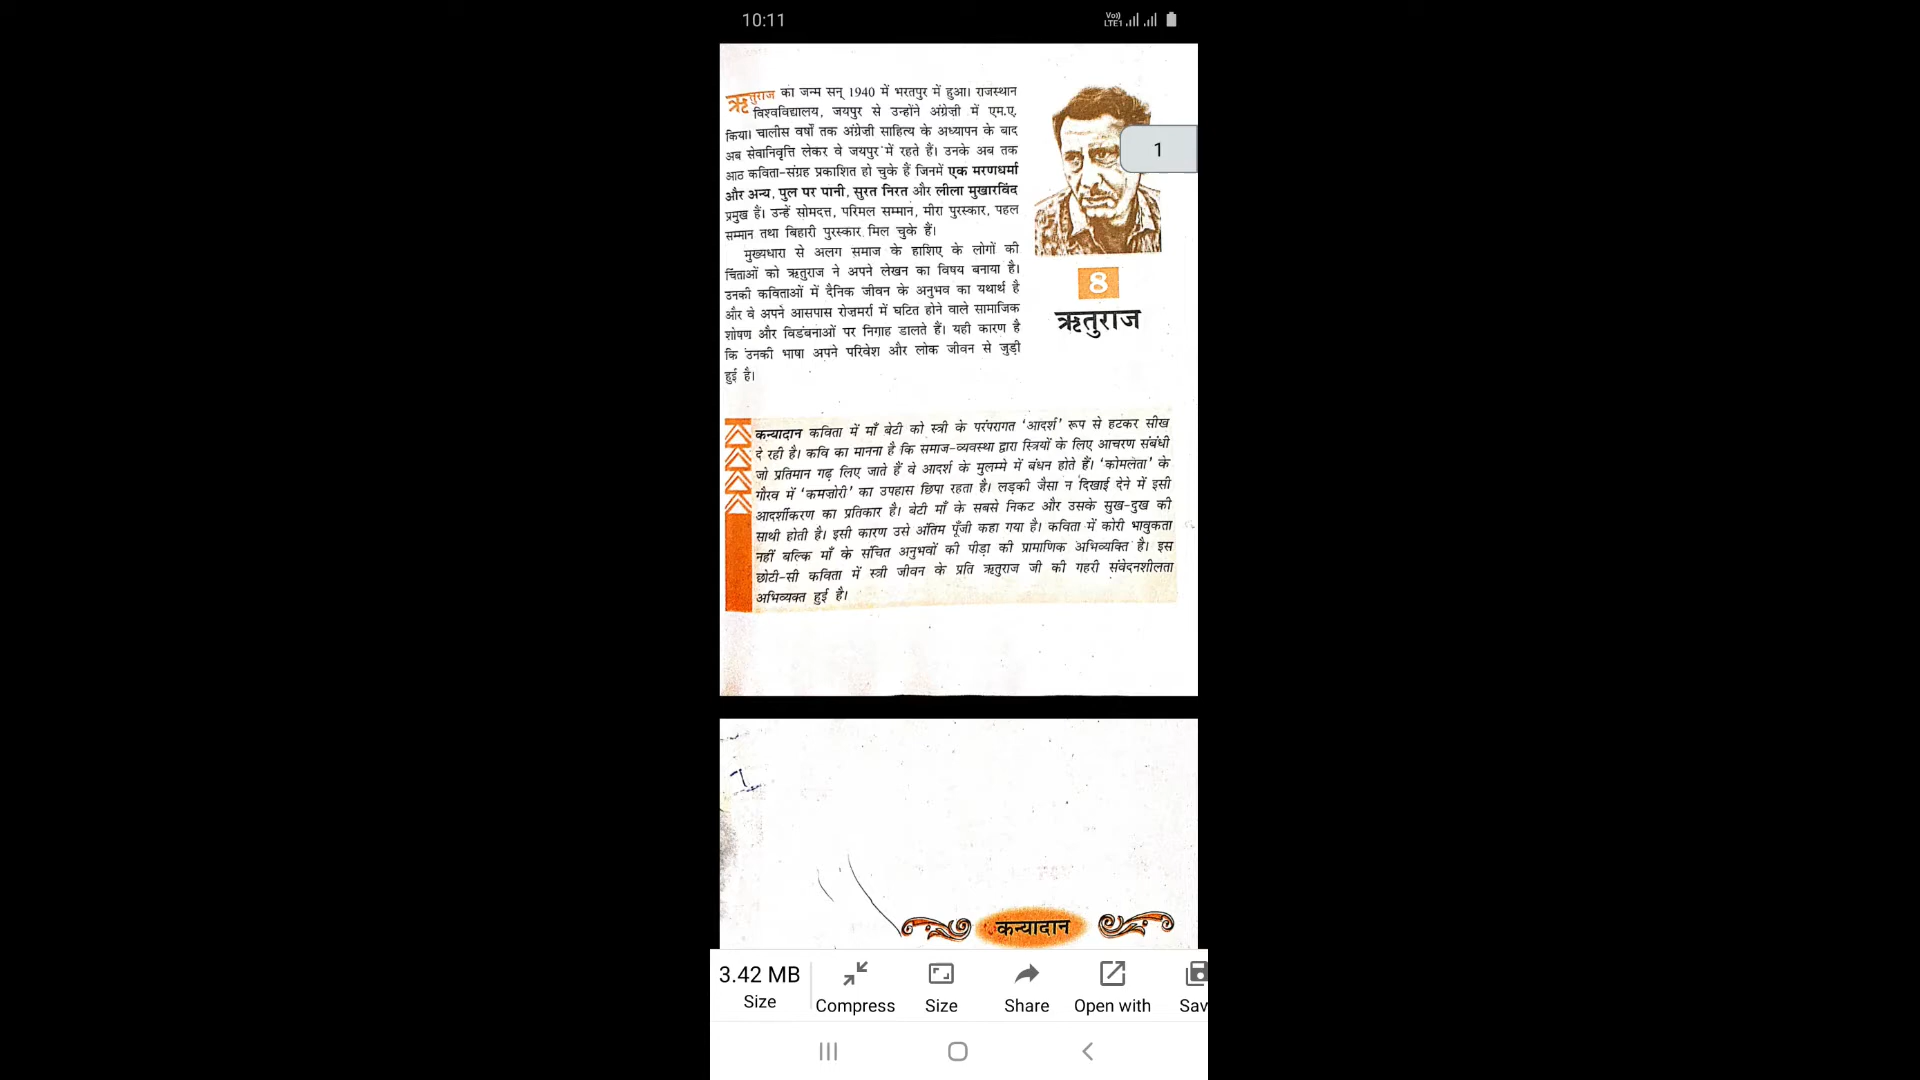 10:11
Vo)) LTE1
ऋतुराज का जन्म सन् 1940 में भरतपुर में हुआ। राजस्थान
विश्वविद्यालय, जयपुर से उन्होंने अंग्रेज़ी में एम.ए.
किया। चालीस वर्षों तक अंग्रेज़ी साहित्य के अध्यापन के बाद
अब सेवानिवृत्ति लेकर वे जयपुर में रहते हैं। उनके अब तक
आठ कविता-संग्रह प्रकाशित हो चुके हैं जिनमें एक मरणधर्मा
और अन्य, पुल पर पानी, सुरत निरत और लीला मुखारविंद
प्रमुख हैं। उन्हें सोमदत्त, परिमल सम्मान, मीरा पुरस्कार, पहल
सम्मान तथा बिहारी पुरस्कार मिल चुके हैं।
मुख्यधारा से अलग समाज के हाशिए के लोगों की
चिंताओं को ऋतुराज ने अपने लेखन का विषय बनाया है।
उनकी कविताओं में दैनिक जीवन के अनुभव का यथार्थ है
और वे अपने आसपास रोज़मर्रा में घटित होने वाले सामाजिक
शोषण और विडंबनाओं पर निगाह डालते हैं। यही कारण है
कि उनकी भाषा अपने परिवेश और लोक जीवन से जुड़ी
हुई है।
1
8
ऋतुराज
कन्यादान कविता में माँ बेटी को स्त्री के परंपरागत ‘आदर्श’ रूप से हटकर सीख
दे रही है। कवि का मानना है कि समाज-व्यवस्था द्वारा स्त्रियों के लिए आचरण संबंधी
जो प्रतिमान गढ़ लिए जाते हैं वे आदर्श के मुलम्मे में बंधन होते हैं। ‘कोमलता’ के
गौरव में ‘कमज़ोरी’ का उपहास छिपा रहता है। लड़की जैसा न दिखाई देने में इसी
आदर्शीकरण का प्रतिकार है। बेटी माँ के सबसे निकट और उसके सुख-दुख की
साथी होती है। इसी कारण उसे अंतिम पूँजी कहा गया है। कविता में कोरी भावुकता
नहीं बल्कि माँ के संचित अनुभवों की पीड़ा की प्रामाणिक अभिव्यक्ति है। इस
छोटी-सी कविता में स्त्री जीवन के प्रति ऋतुराज जी की गहरी संवेदनशीलता
अभिव्यक्त हुई है।
कन्यादान
3.42 MB
Size
Compress
Size
Share
Open with
Sav